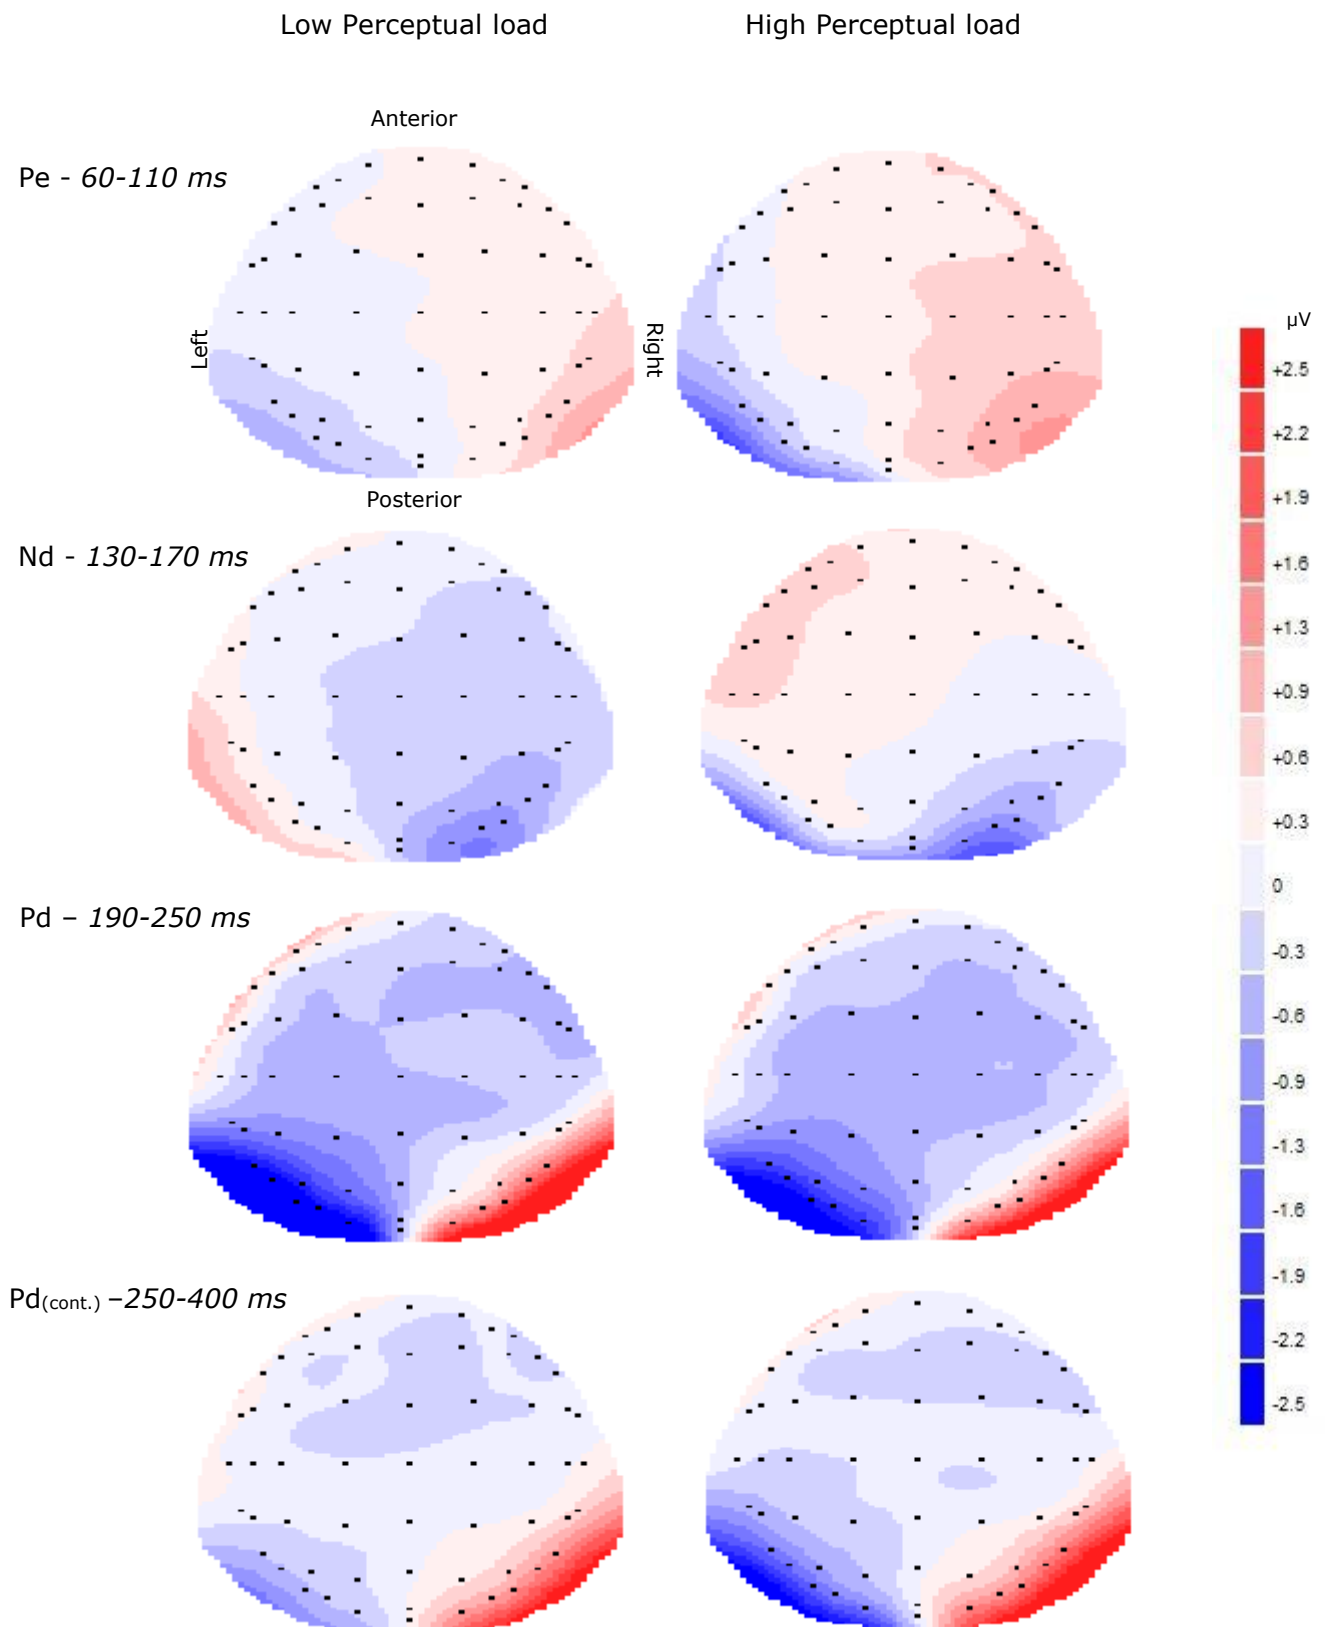 Low Perceptual load
High Perceptual load
Anterior
Pe - 60-110 ms
Left
Right
Posterior
Nd - 130-170 ms
Pd – 190-250 ms
Pd(cont.) –250-400 ms
µV
+2.5
+2.2
+1.9
+1.6
+1.3
+0.9
+0.6
+0.3
0
-0.3
-0.6
-0.9
-1.3
-1.6
-1.9
-2.2
-2.5